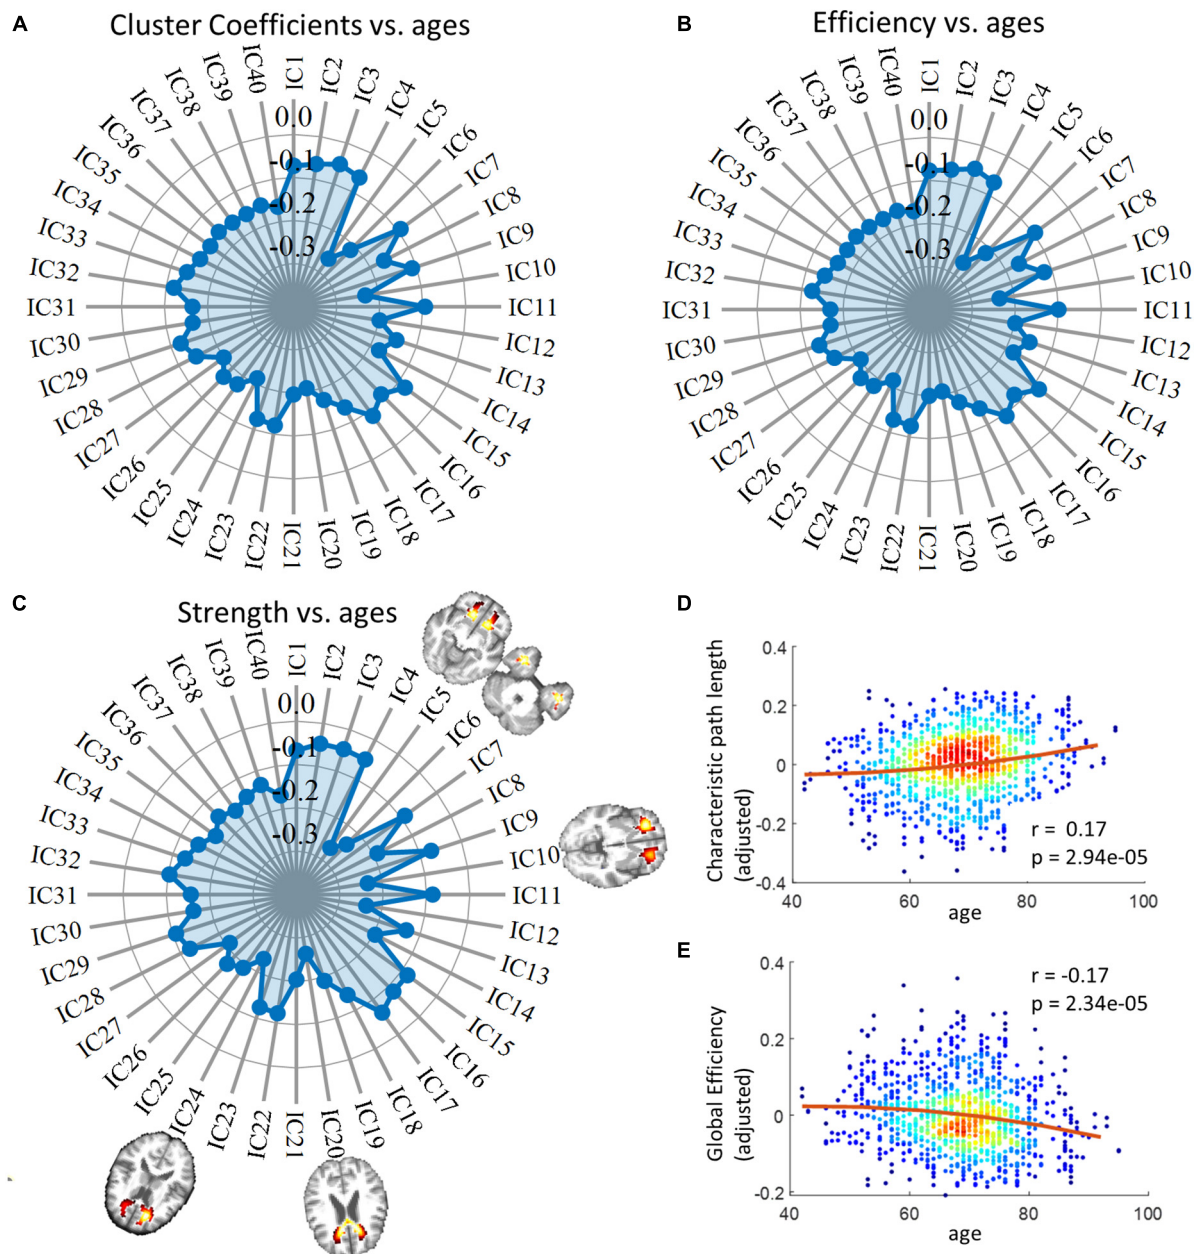 A
Cluster Coefficients vs. ages
IC1
IC2
IC3
IC4
IC5
IC6
IC7
IC8
IC9
IC10
IC11
IC12
IC13
IC14
IC15
IC16
IC17
IC18
IC19
IC20
IC21
IC22
IC23
IC24
IC25
IC26
IC27
IC28
IC29
IC30
IC31
IC32
IC33
IC34
IC35
IC36
IC37
IC38
IC39
IC40
0.0
-0.1
-0.2
-0.3
B
Efficiency vs. ages
IC1
IC2
IC3
IC4
IC5
IC6
IC7
IC8
IC9
IC10
IC11
IC12
IC13
IC14
IC15
IC16
IC17
IC18
IC19
IC20
IC21
IC22
IC23
IC24
IC25
IC26
IC27
IC28
IC29
IC30
IC31
IC32
IC33
IC34
IC35
IC36
IC37
IC38
IC39
IC40
0.0
-0.1
-0.2
-0.3
C
Strength vs. ages
IC1
IC2
IC3
IC4
IC5
IC6
IC7
IC8
IC9
IC10
IC11
IC12
IC13
IC14
IC15
IC16
IC17
IC18
IC19
IC20
IC21
IC22
IC23
IC24
IC25
IC26
IC27
IC28
IC29
IC30
IC31
IC32
IC33
IC34
IC35
IC36
IC37
IC38
IC39
IC40
0.0
-0.1
-0.2
-0.3
D
Characteristic path length
(adjusted)
0.4
0.2
0
-0.2
-0.4
40
60
80
100
age
r = 0.17
p = 2.94e-05
E
Global Efficiency
(adjusted)
0.4
0.2
0
-0.2
40
60
80
100
age
r = -0.17
p = 2.34e-05